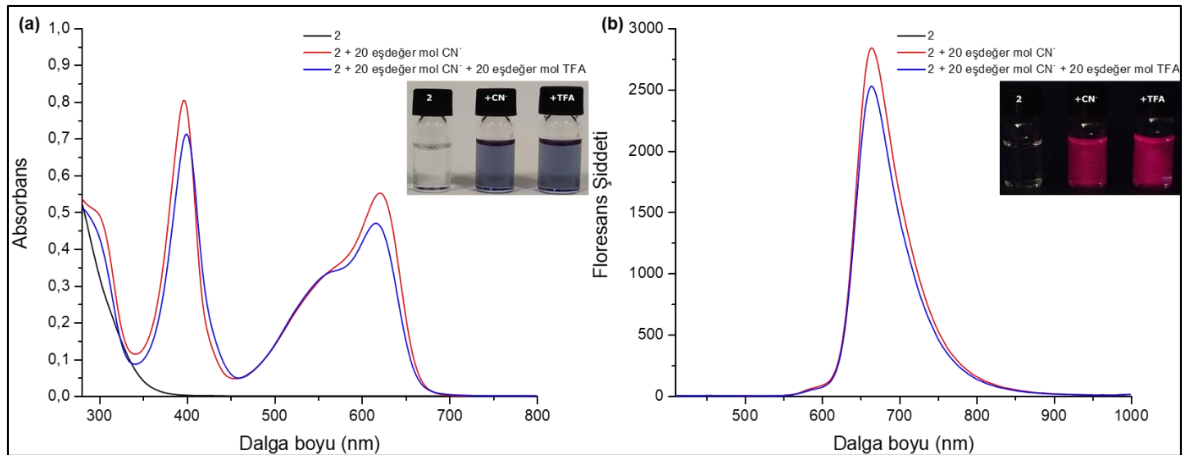 (a)
1,0
0,9
0,8
0,7
0,6
0,5
0,4
0,3
0,2
0,1
0,0
Absorbans
2
2 + 20 eşdeğer mol CN⁻
2 + 20 eşdeğer mol CN⁻ + 20 eşdeğer mol TFA
2
+CN⁻
+TFA
300
400
500
600
700
800
Dalga boyu (nm)
(b)
3000
2500
2000
1500
1000
500
0
Floresans Şiddeti
2
2 + 20 eşdeğer mol CN⁻
2 + 20 eşdeğer mol CN⁻ + 20 eşdeğer mol TFA
2
+CN⁻
+TFA
500
600
700
800
900
1000
Dalga boyu (nm)